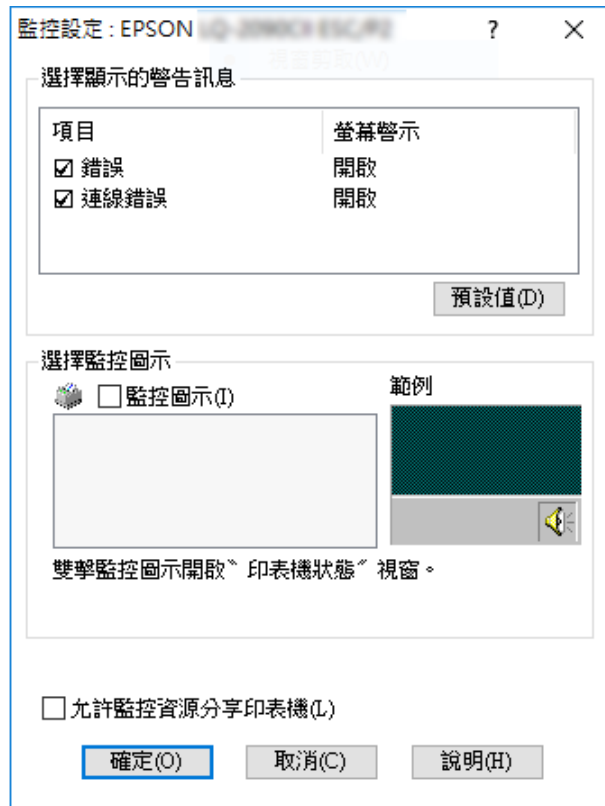 監控設定 : EPSON
選擇顯示的警告訊息
項目 螢幕警示
錯誤 開啟
連線錯誤 開啟
預設值(D)
選擇監控圖示
監控圖示(I) 範例
雙擊監控圖示開啟〝印表機狀態〞視窗。
允許監控資源分享印表機(L)
確定(O) 取消(C) 說明(H)